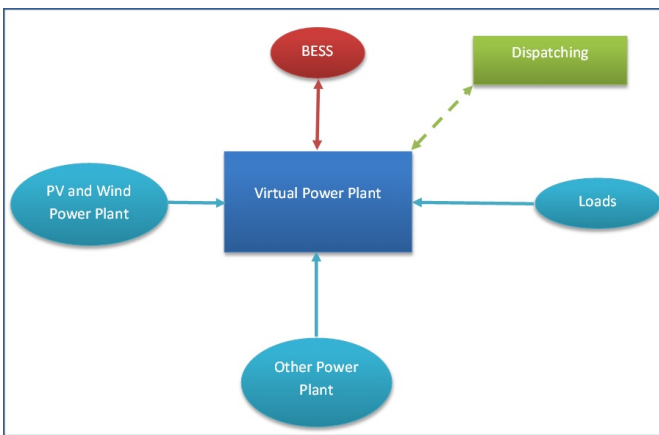 BESS
Dispatching
PV and Wind
Power Plant
Virtual Power Plant
Loads
Other Power
Plant